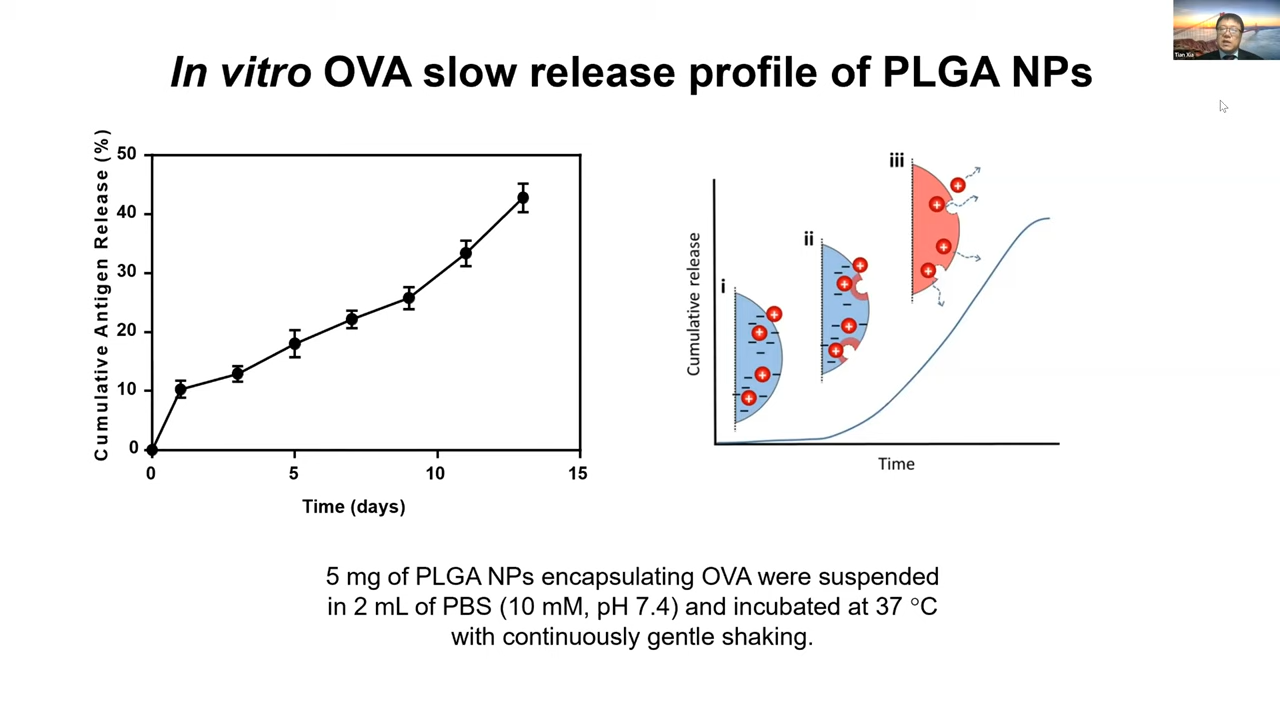 Tian Xia
In vitro OVA slow release profile of PLGA NPs
Cumulative Antigen Release (%)
50
40
30
20
10
0
0 5 10 15
Time (days)
Cumulative release
i
ii
iii
Time
5 mg of PLGA NPs encapsulating OVA were suspended
in 2 mL of PBS (10 mM, pH 7.4) and incubated at 37 °C
with continuously gentle shaking.